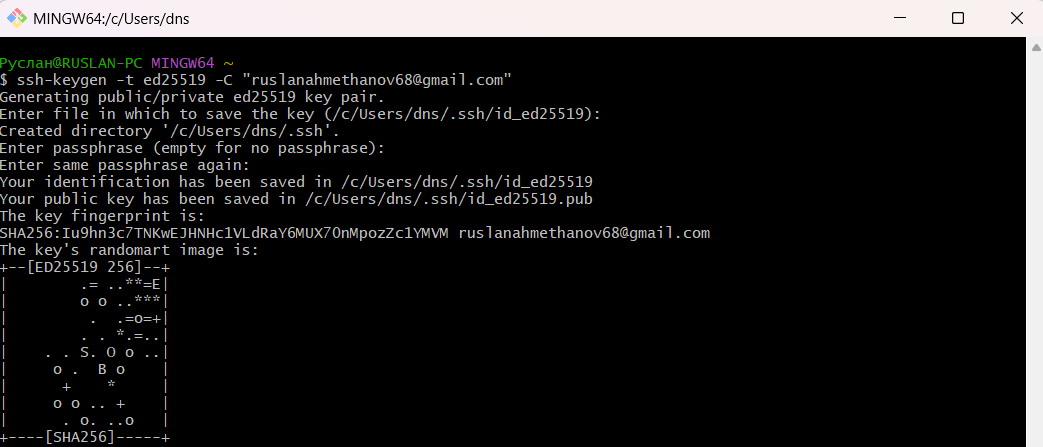 MINGW64:/c/Users/dns
Руслан@RUSLAN-PC MINGW64 ~
$ ssh-keygen -t ed25519 -C "ruslanahmethanov68@gmail.com"
Generating public/private ed25519 key pair.
Enter file in which to save the key (/c/Users/dns/.ssh/id_ed25519):
Created directory '/c/Users/dns/.ssh'.
Enter passphrase (empty for no passphrase):
Enter same passphrase again:
Your identification has been saved in /c/Users/dns/.ssh/id_ed25519
Your public key has been saved in /c/Users/dns/.ssh/id_ed25519.pub
The key fingerprint is:
SHA256:Iu9hn3c7TNKwEJHNHc1VLdRaY6MUX7OnMpozZc1YMVM ruslanahmethanov68@gmail.com
The key's randomart image is:
+--[ED25519 256]--+
|        .= ..**=E|
|        o o ..***|
|         .  .=o=+|
|        . . *.=..|
|    . . S. O o ..|
|     o .  B o    |
|      +    *     |
|     o o .. +    |
|      . o. ..o   |
+----[SHA256]-----+